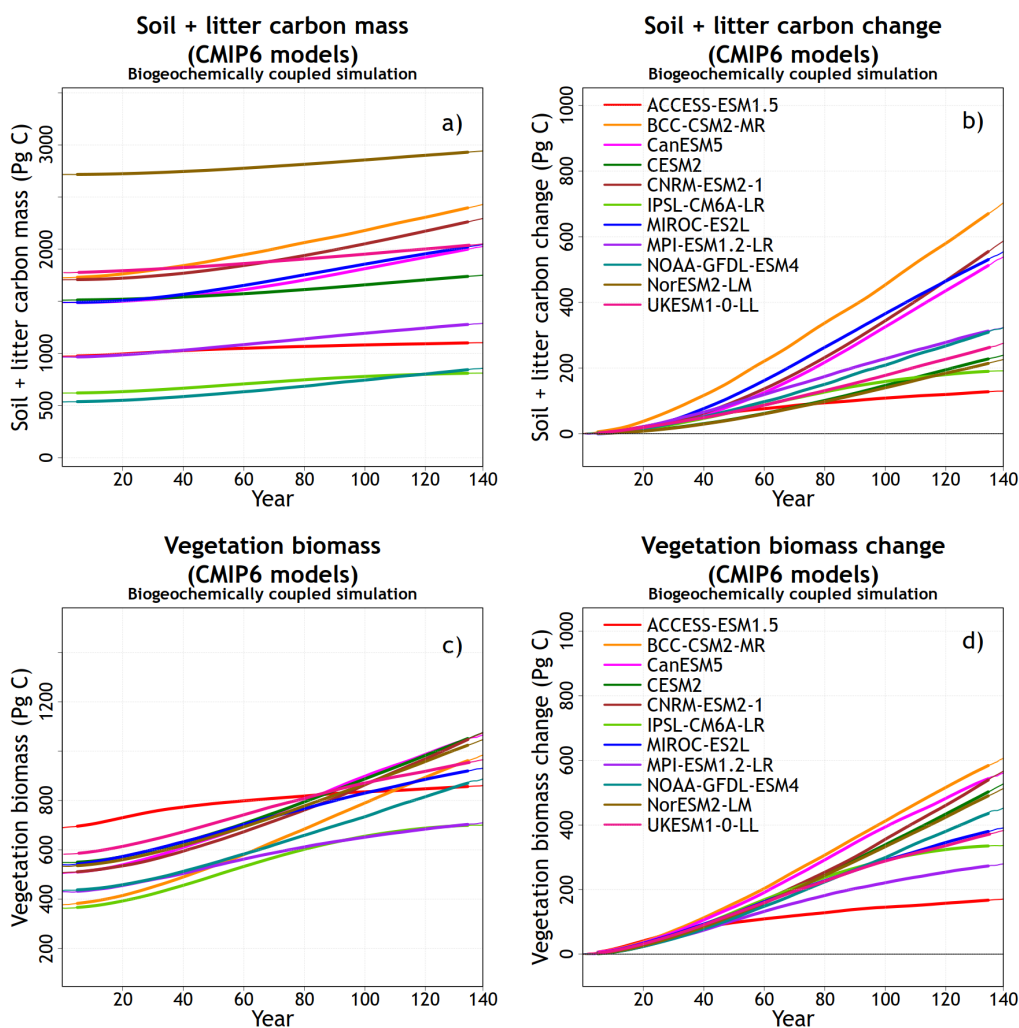 Soil + litter carbon mass
(CMIP6 models)
Biogeochemically coupled simulation
a)
Soil + litter carbon mass (Pg C)
3000
2000
1000
500
0
20 40 60 80 100 120 140
Year
Soil + litter carbon change
(CMIP6 models)
Biogeochemically coupled simulation
b)
Soil + litter carbon change (Pg C)
1000
800
600
400
200
0
ACCESS-ESM1.5
BCC-CSM2-MR
CanESM5
CESM2
CNRM-ESM2-1
IPSL-CM6A-LR
MIROC-ES2L
MPI-ESM1.2-LR
NOAA-GFDL-ESM4
NorESM2-LM
UKESM1-0-LL
20 40 60 80 100 120 140
Year
Vegetation biomass
(CMIP6 models)
Biogeochemically coupled simulation
c)
Vegetation biomass (Pg C)
1200
800
600
400
200
20 40 60 80 100 120 140
Year
Vegetation biomass change
(CMIP6 models)
Biogeochemically coupled simulation
d)
Vegetation biomass change (Pg C)
1000
800
600
400
200
0
ACCESS-ESM1.5
BCC-CSM2-MR
CanESM5
CESM2
CNRM-ESM2-1
IPSL-CM6A-LR
MIROC-ES2L
MPI-ESM1.2-LR
NOAA-GFDL-ESM4
NorESM2-LM
UKESM1-0-LL
20 40 60 80 100 120 140
Year